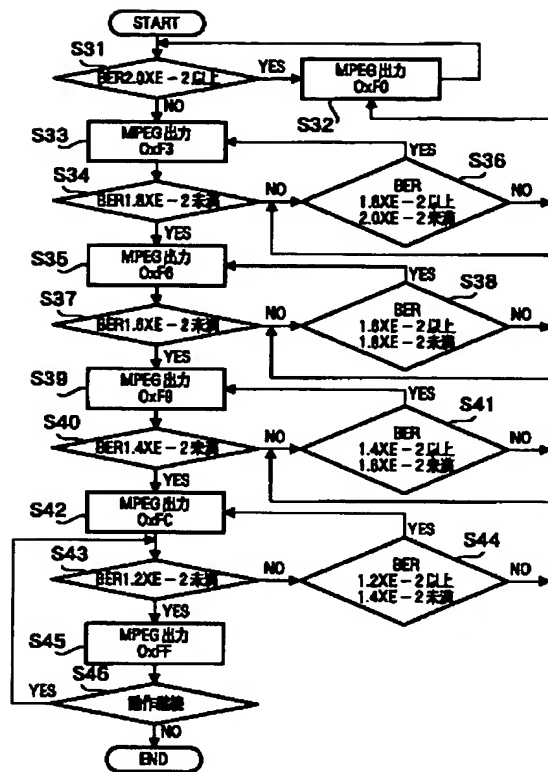 START
S31
BER2.0XE-2以上
YES
MPEG出力
0xF0
S32
NO
S33
MPEG出力
0xF3
YES
S36
S34
BER1.8XE-2未満
NO
BER
1.8XE-2以上
2.0XE-2未満
NO
YES
S35
MPEG出力
0xF6
YES
S38
S37
BER1.6XE-2未満
NO
BER
1.6XE-2以上
1.8XE-2未満
NO
YES
S39
MPEG出力
0xF9
YES
S41
S40
BER1.4XE-2未満
NO
BER
1.4XE-2以上
1.6XE-2未満
NO
YES
S42
MPEG出力
0xFC
YES
S44
S43
BER1.2XE-2未満
NO
BER
1.2XE-2以上
1.4XE-2未満
NO
YES
S45
MPEG出力
0xFF
S46
YES
動作継続
NO
END